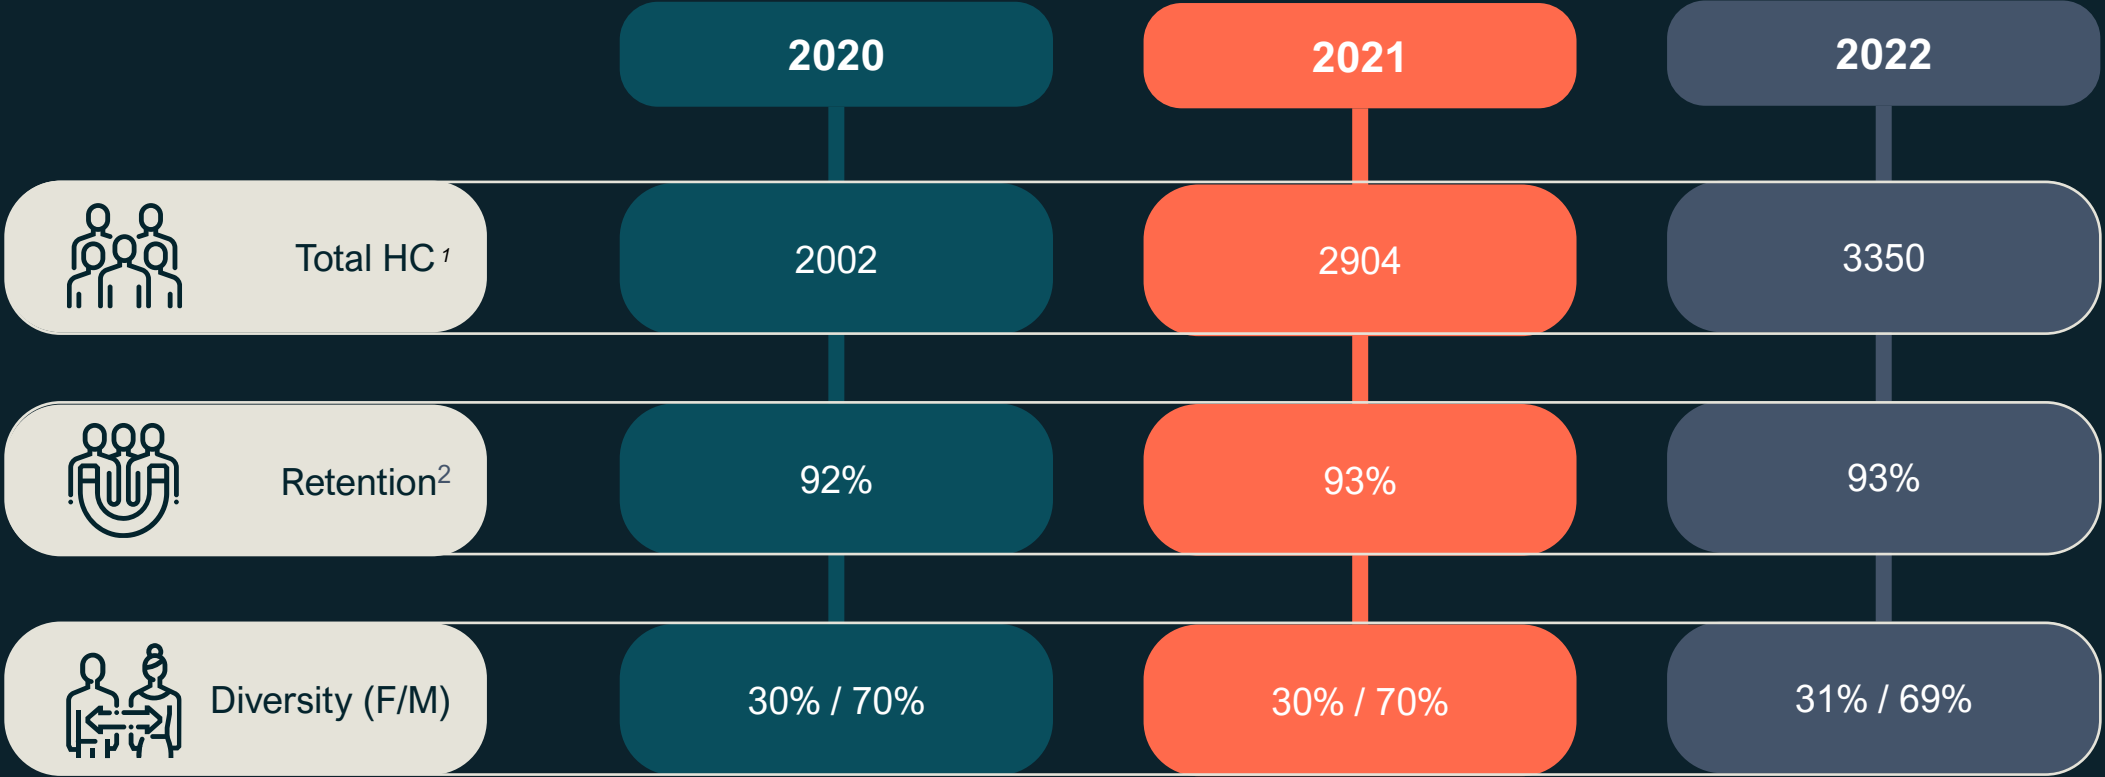 2020 2021 2022
Total HC 1 2002 2904 3350
Retention2 92% 93% 93%
Diversity (F/M) 30% / 70% 30% / 70% 31% / 69%